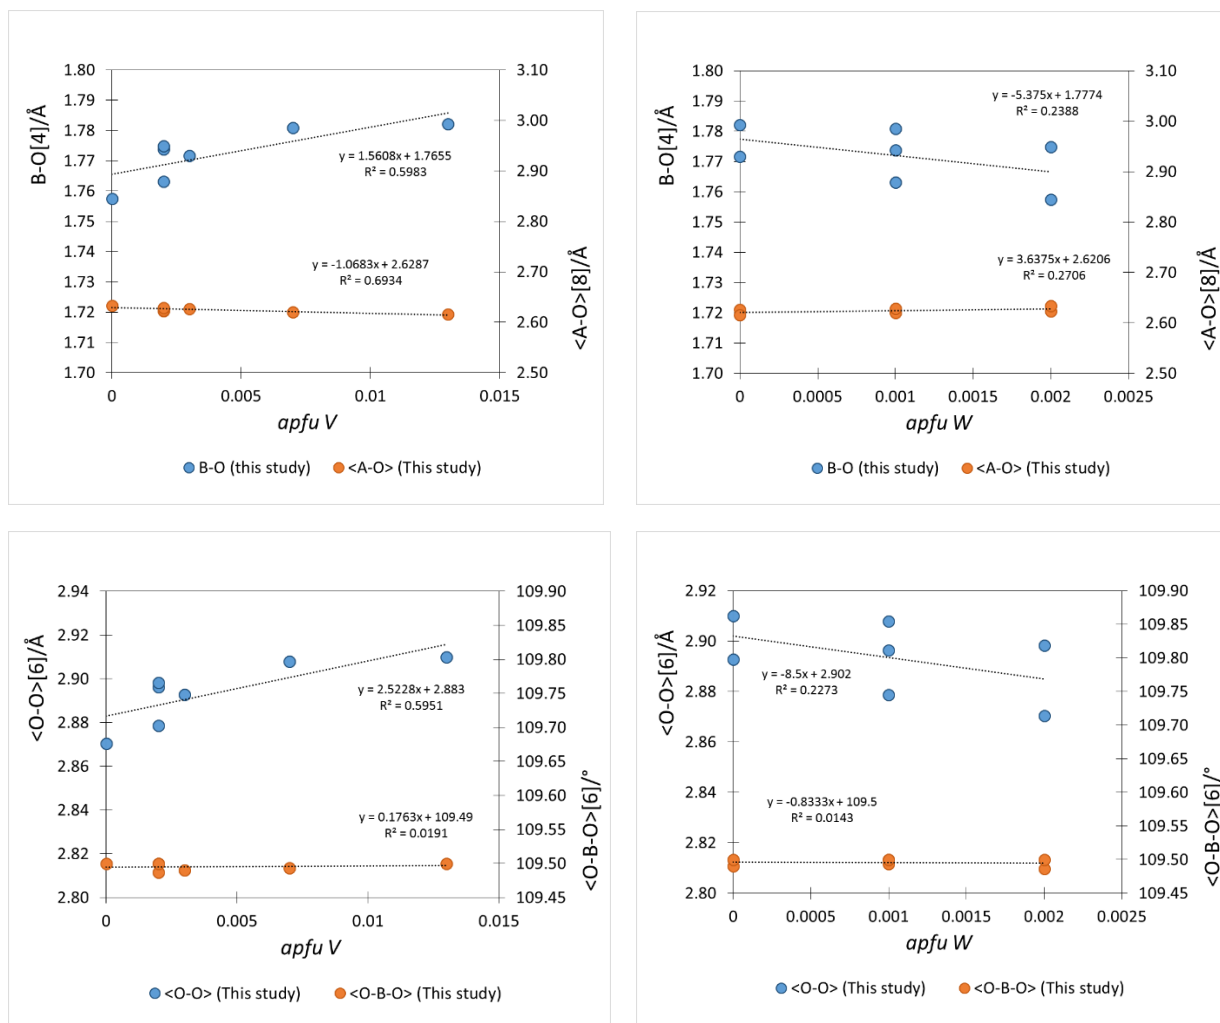 1.80
1.79
1.78
1.77
1.76
1.75
1.74
1.73
1.72
1.71
1.70
B-O[4]/Å
3.10
3.00
2.90
2.80
2.70
2.60
2.50
<A-O>[8]/Å
y = 1.5608x + 1.7655
R² = 0.5983
y = -1.0683x + 2.6287
R² = 0.6934
0 0.005 0.01 0.015
apfu V
B-O (this study) <A-O> (This study)
1.80
1.79
1.78
1.77
1.76
1.75
1.74
1.73
1.72
1.71
1.70
B-O[4]/Å
3.10
3.00
2.90
2.80
2.70
2.60
2.50
<A-O>[8]/Å
y = -5.375x + 1.7774
R² = 0.2388
y = 3.6375x + 2.6206
R² = 0.2706
0 0.0005 0.001 0.0015 0.002 0.0025
apfu W
B-O (this study) <A-O> (This study)
2.94
2.92
2.90
2.88
2.86
2.84
2.82
2.80
<O-O>[6]/Å
109.90
109.85
109.80
109.75
109.70
109.65
109.60
109.55
109.50
109.45
<O-B-O>[6]/°
y = 2.5228x + 2.883
R² = 0.5951
y = 0.1763x + 109.49
R² = 0.0191
0 0.005 0.01 0.015
apfu V
<O-O> (This study) <O-B-O> (This study)
2.92
2.90
2.88
2.86
2.84
2.82
2.80
<O-O>[6]/Å
109.90
109.85
109.80
109.75
109.70
109.65
109.60
109.55
109.50
109.45
<O-B-O>[6]/°
y = -8.5x + 2.902
R² = 0.2273
y = -0.8333x + 109.5
R² = 0.0143
0 0.0005 0.001 0.0015 0.002 0.0025
apfu W
<O-O> (This study) <O-B-O> (This study)